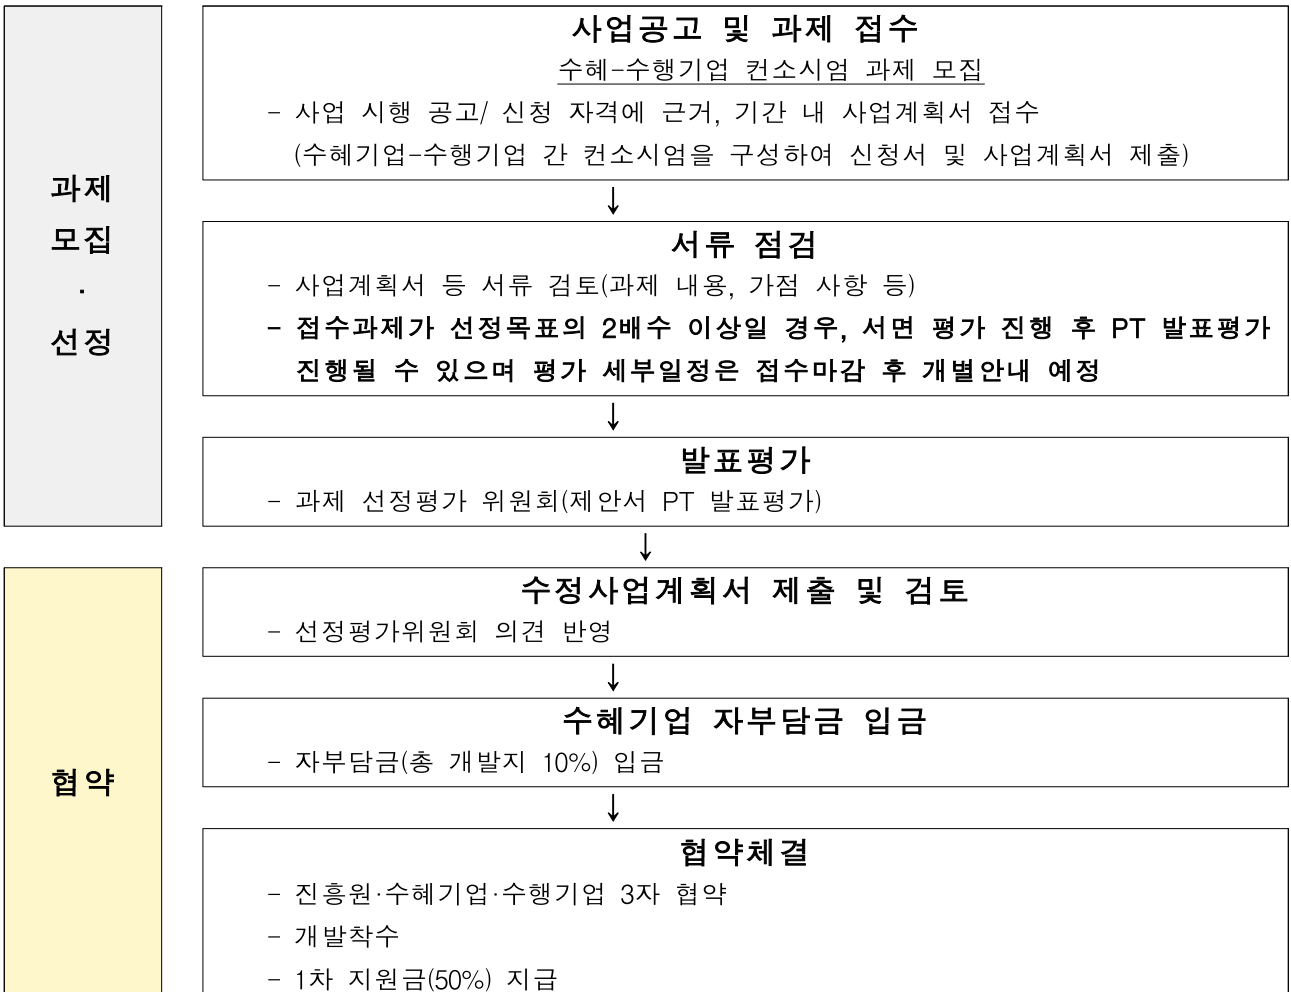 과제
모집
·
선정
사업공고 및 과제 접수
수혜-수행기업 컨소시엄 과제 모집
- 사업 시행 공고/ 신청 자격에 근거, 기간 내 사업계획서 접수
(수혜기업-수행기업 간 컨소시엄을 구성하여 신청서 및 사업계획서 제출)
↓
서류 점검
- 사업계획서 등 서류 검토(과제 내용, 가점 사항 등)
- 접수과제가 선정목표의 2배수 이상일 경우, 서면 평가 진행 후 PT 발표평가
진행될 수 있으며 평가 세부일정은 접수마감 후 개별안내 예정
↓
발표평가
- 과제 선정평가 위원회(제안서 PT 발표평가)
↓
협약
수정사업계획서 제출 및 검토
- 선정평가위원회 의견 반영
↓
수혜기업 자부담금 입금
- 자부담금(총 개발지 10%) 입금
↓
협약체결
- 진흥원·수혜기업·수행기업 3자 협약
- 개발착수
- 1차 지원금(50%) 지급